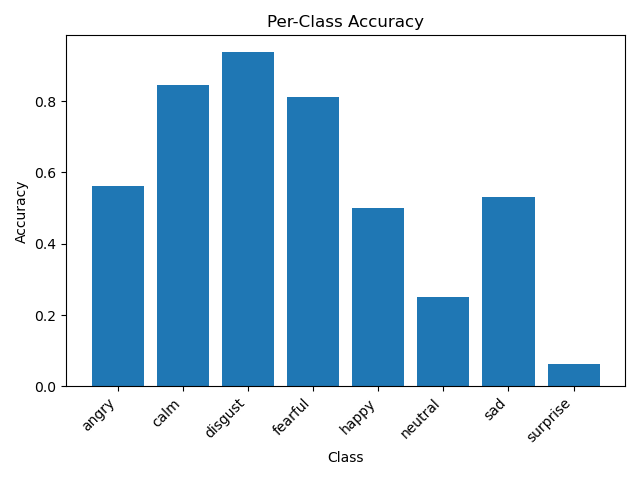 Per-Class Accuracy
Accuracy
0.8
0.6
0.4
0.2
0.0
angry
calm
disgust
fearful
happy
neutral
sad
surprise
Class